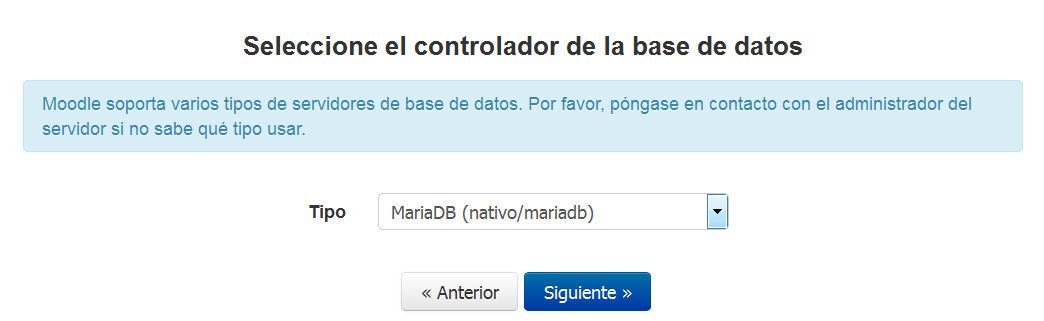 Seleccione el controlador de la base de datos
Moodle soporta varios tipos de servidores de base de datos. Por favor, póngase en contacto con el administrador del
servidor si no sabe qué tipo usar.
Tipo MariaDB (nativo/mariadb)
« Anterior Siguiente »